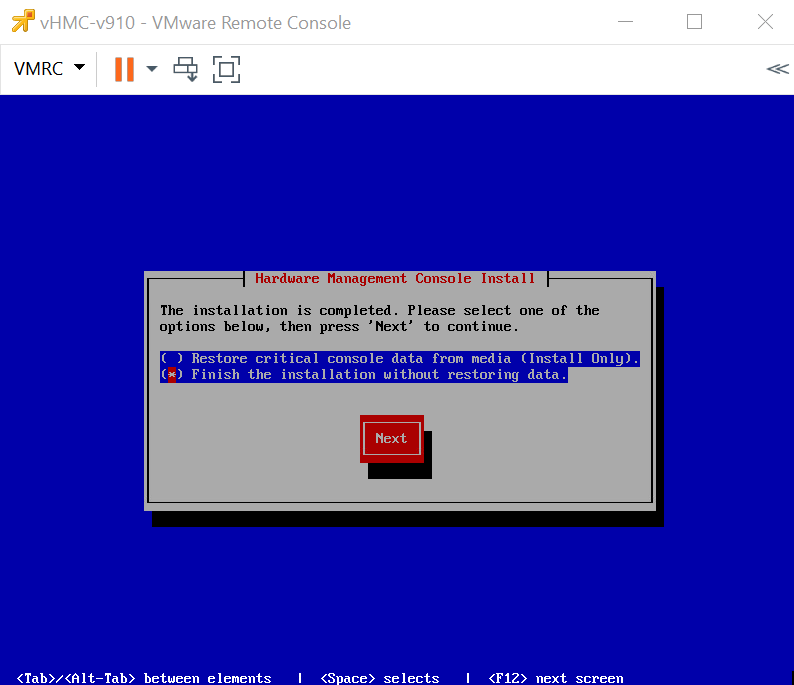 vHMC-v910 - VMware Remote Console
VMRC
Hardware Management Console Install
The installation is completed. Please select one of the
options below, then press 'Next' to continue.
( ) Restore critical console data from media (Install Only).
(*) Finish the installation without restoring data.
Next
<Tab>/<Alt-Tab> between elements | <Space> selects | <F12> next screen